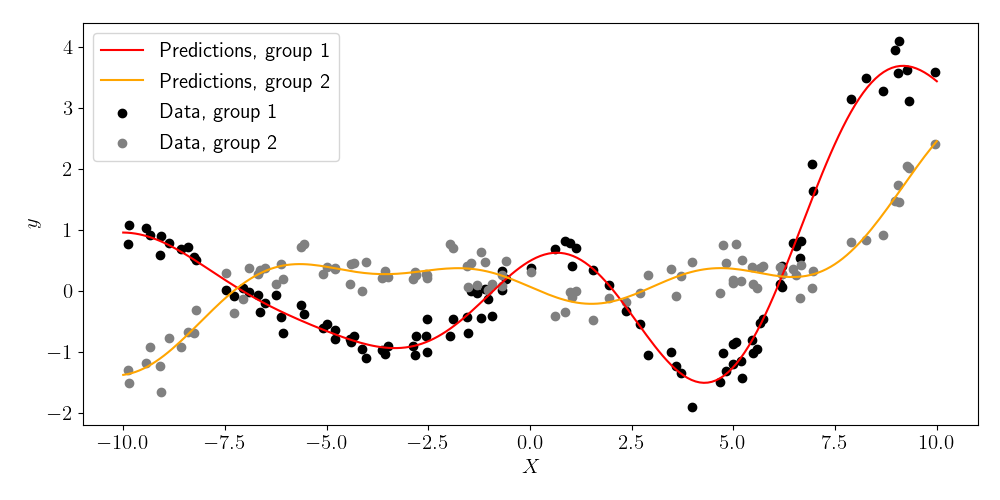 Predictions, group 1
Predictions, group 2
Data, group 1
Data, group 2
4
3
2
1
0
−1
−2
y
−10.0 −7.5 −5.0 −2.5 0.0 2.5 5.0 7.5 10.0
X